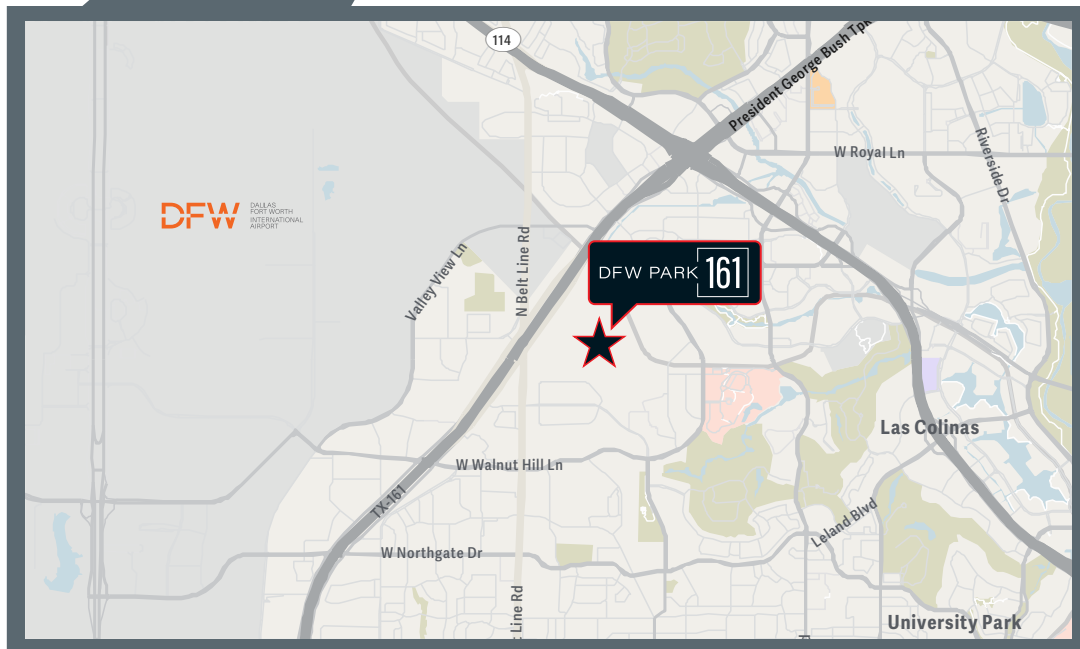 114
President George Bush Tpk
W Royal Ln
Riverside Dr
DFW
DALLAS
FORT WORTH
INTERNATIONAL
AIRPORT
Valley View Ln
N Belt Line Rd
DFW PARK 161
Las Colinas
W Walnut Hill Ln
TX-161
Leland Blvd
W Northgate Dr
Line Rd
University Park